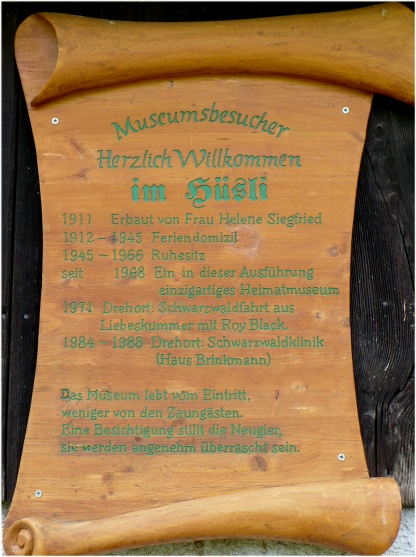 Museumsbesucher
Herzlich Willkommen
im Hüsli
1911 Erbaut von Frau Helene Siegfried
1912 – 1945 Feriendomizil
1945 – 1966 Ruhesitz
seit 1968 Ein, in dieser Ausführung
einzigartiges Heimatmuseum
1971 Drehort: Schwarzwaldfahrt aus
Liebeskummer mit Roy Black.
1984 – 1988 Drehort: Schwarzwaldklinik
(Haus Brinkmann)
Das Museum lebt vom Eintritt,
weniger von den Zaungästen.
Eine Besichtigung stillt die Neugier,
sie werden angenehm überrascht sein.